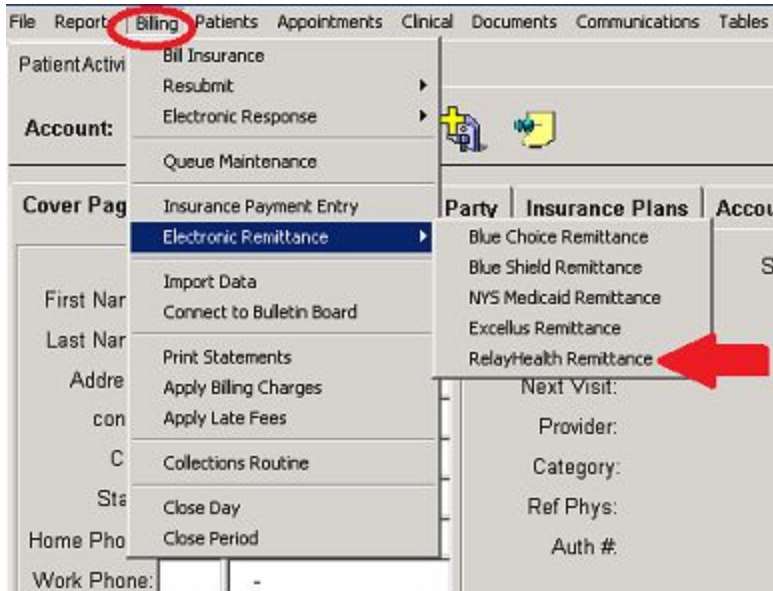 File Report Billing Patients Appointments Clinical Documents Communications Tables
PatientActivi
Account:
Bill Insurance
Resubmit
Electronic Response
Queue Maintenance
Insurance Payment Entry
Electronic Remittance
Import Data
Connect to Bulletin Board
Print Statements
Apply Billing Charges
Apply Late Fees
Collections Routine
Close Day
Close Period
Blue Choice Remittance
Blue Shield Remittance
NYS Medicaid Remittance
Excellus Remittance
RelayHealth Remittance
Cover Pag Party Insurance Plans Accou
S
First Nar
Last Nar
Addre
con
C
Sta
Home Pho
Work Phone: -
Next Visit:
Provider:
Category:
Ref Phys:
Auth #: